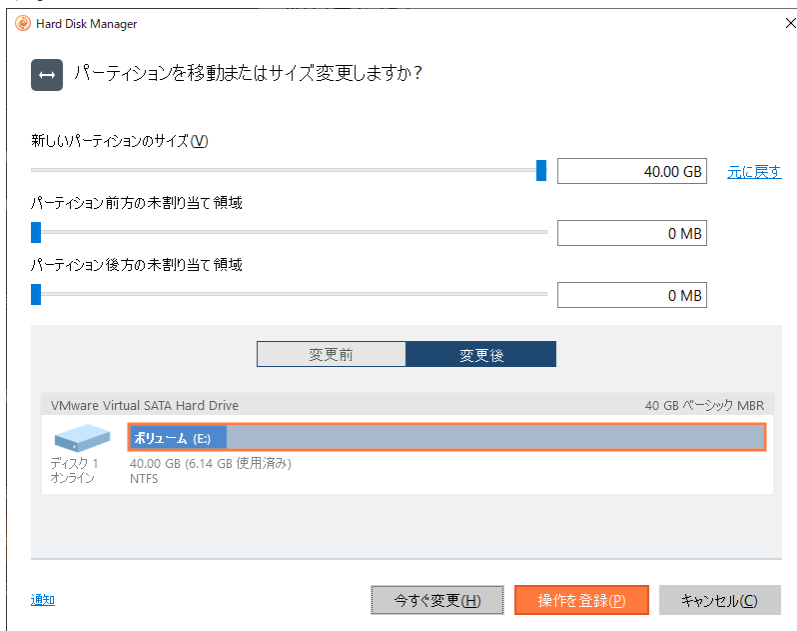 Hard Disk Manager
パーティションを移動またはサイズ変更しますか?
新しいパーティションのサイズ(V)
40.00 GB 元に戻す
パーティション前方の未割り当て領域
0 MB
パーティション後方の未割り当て領域
0 MB
変更前 変更後
VMware Virtual SATA Hard Drive 40 GB ベーシック MBR
ボリューム (E:)
ディスク 1 40.00 GB (6.14 GB 使用済み)
オンライン NTFS
通知 今すぐ変更(H) 操作を登録(P) キャンセル(C)